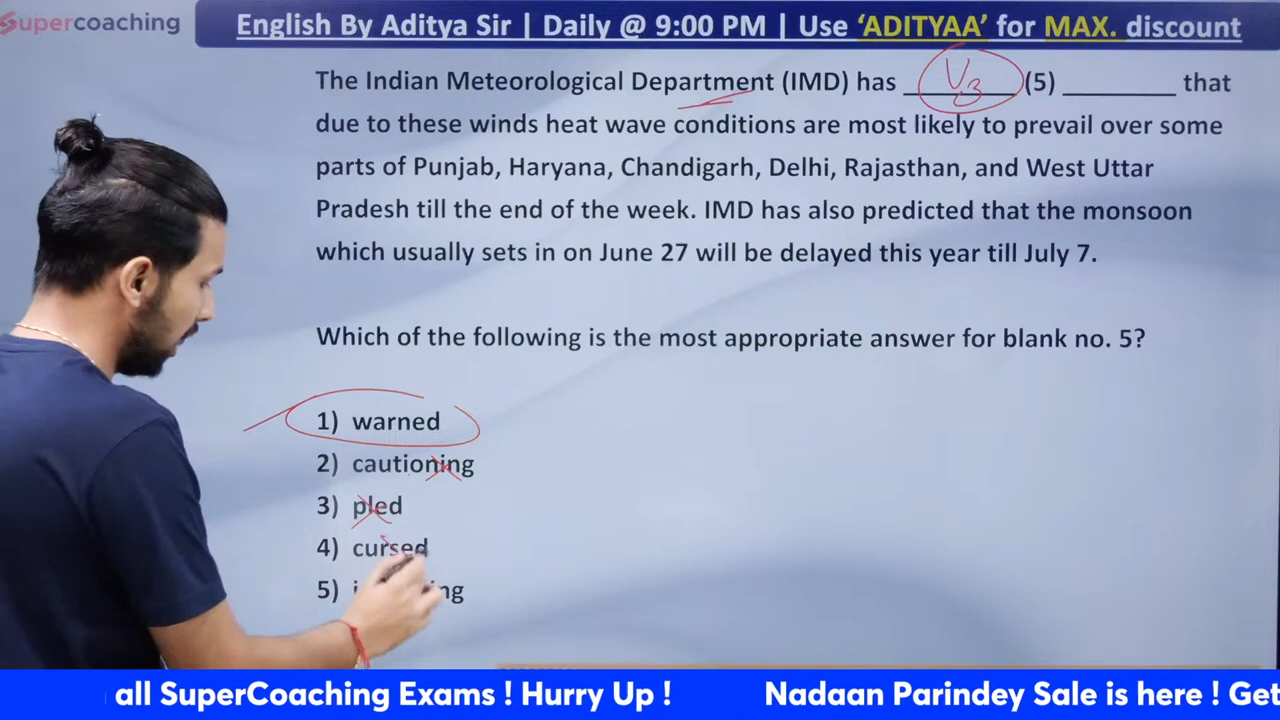 Supercoaching
English By Aditya Sir | Daily @ 9:00 PM | Use ‘ADITYAA’ for MAX. discount
The Indian Meteorological Department (IMD) has ________ (5) ________ that
V3
due to these winds heat wave conditions are most likely to prevail over some
parts of Punjab, Haryana, Chandigarh, Delhi, Rajasthan, and West Uttar
Pradesh till the end of the week. IMD has also predicted that the monsoon
which usually sets in on June 27 will be delayed this year till July 7.
Which of the following is the most appropriate answer for blank no. 5?
1) warned
2) cautioning
3) pled
4) cursed
5)
all SuperCoaching Exams ! Hurry Up !
Nadaan Parindey Sale is here ! Get